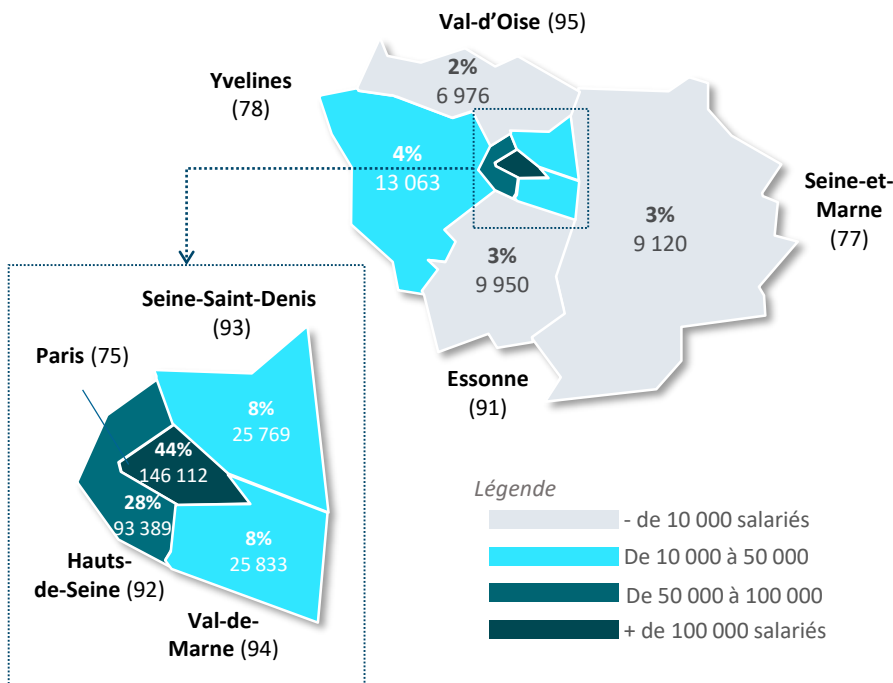 Val-d'Oise (95)
2%
6 976
Yvelines
(78)
4%
13 063
Seine-et-
Marne
(77)
3%
9 120
3%
9 950
Essonne
(91)
Seine-Saint-Denis
(93)
Paris (75)
8%
25 769
44%
146 112
28%
93 389
8%
25 833
Hauts-
de-Seine (92)
Val-de-
Marne (94)
Légende
- de 10 000 salariés
De 10 000 à 50 000
De 50 000 à 100 000
+ de 100 000 salariés